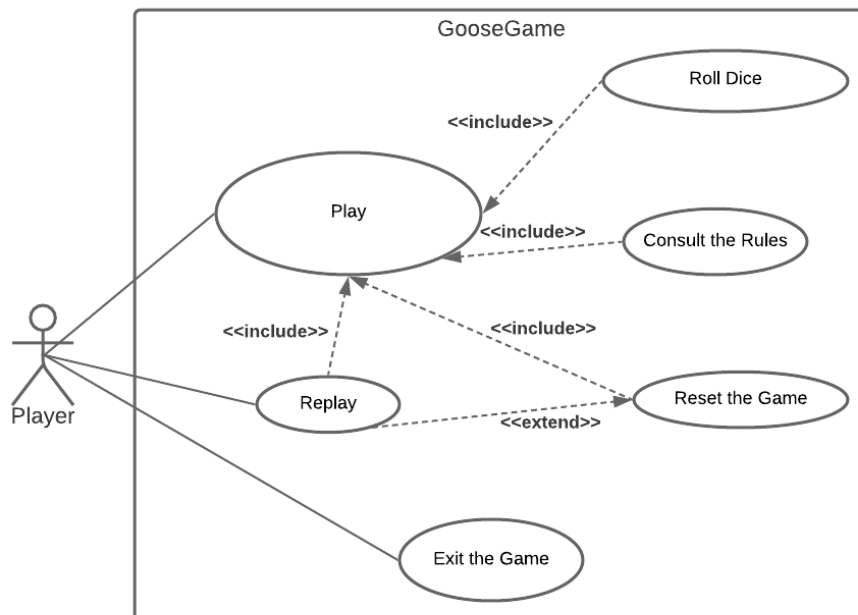 GooseGame
Roll Dice
<<include>>
Play
<<include>>
Consult the Rules
<<include>>
<<include>>
Player
Replay
Reset the Game
<<extend>>
Exit the Game